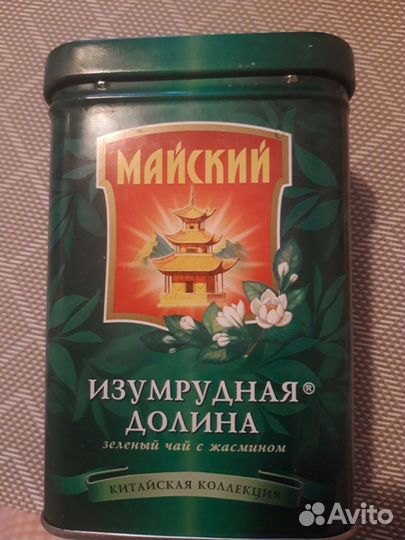 МАЙСКИЙ
ИЗУМРУДНАЯ®
ДОЛИНА
зеленый чай с жасмином
КИТАЙСКАЯ КОЛЛЕКЦИЯ
Avito